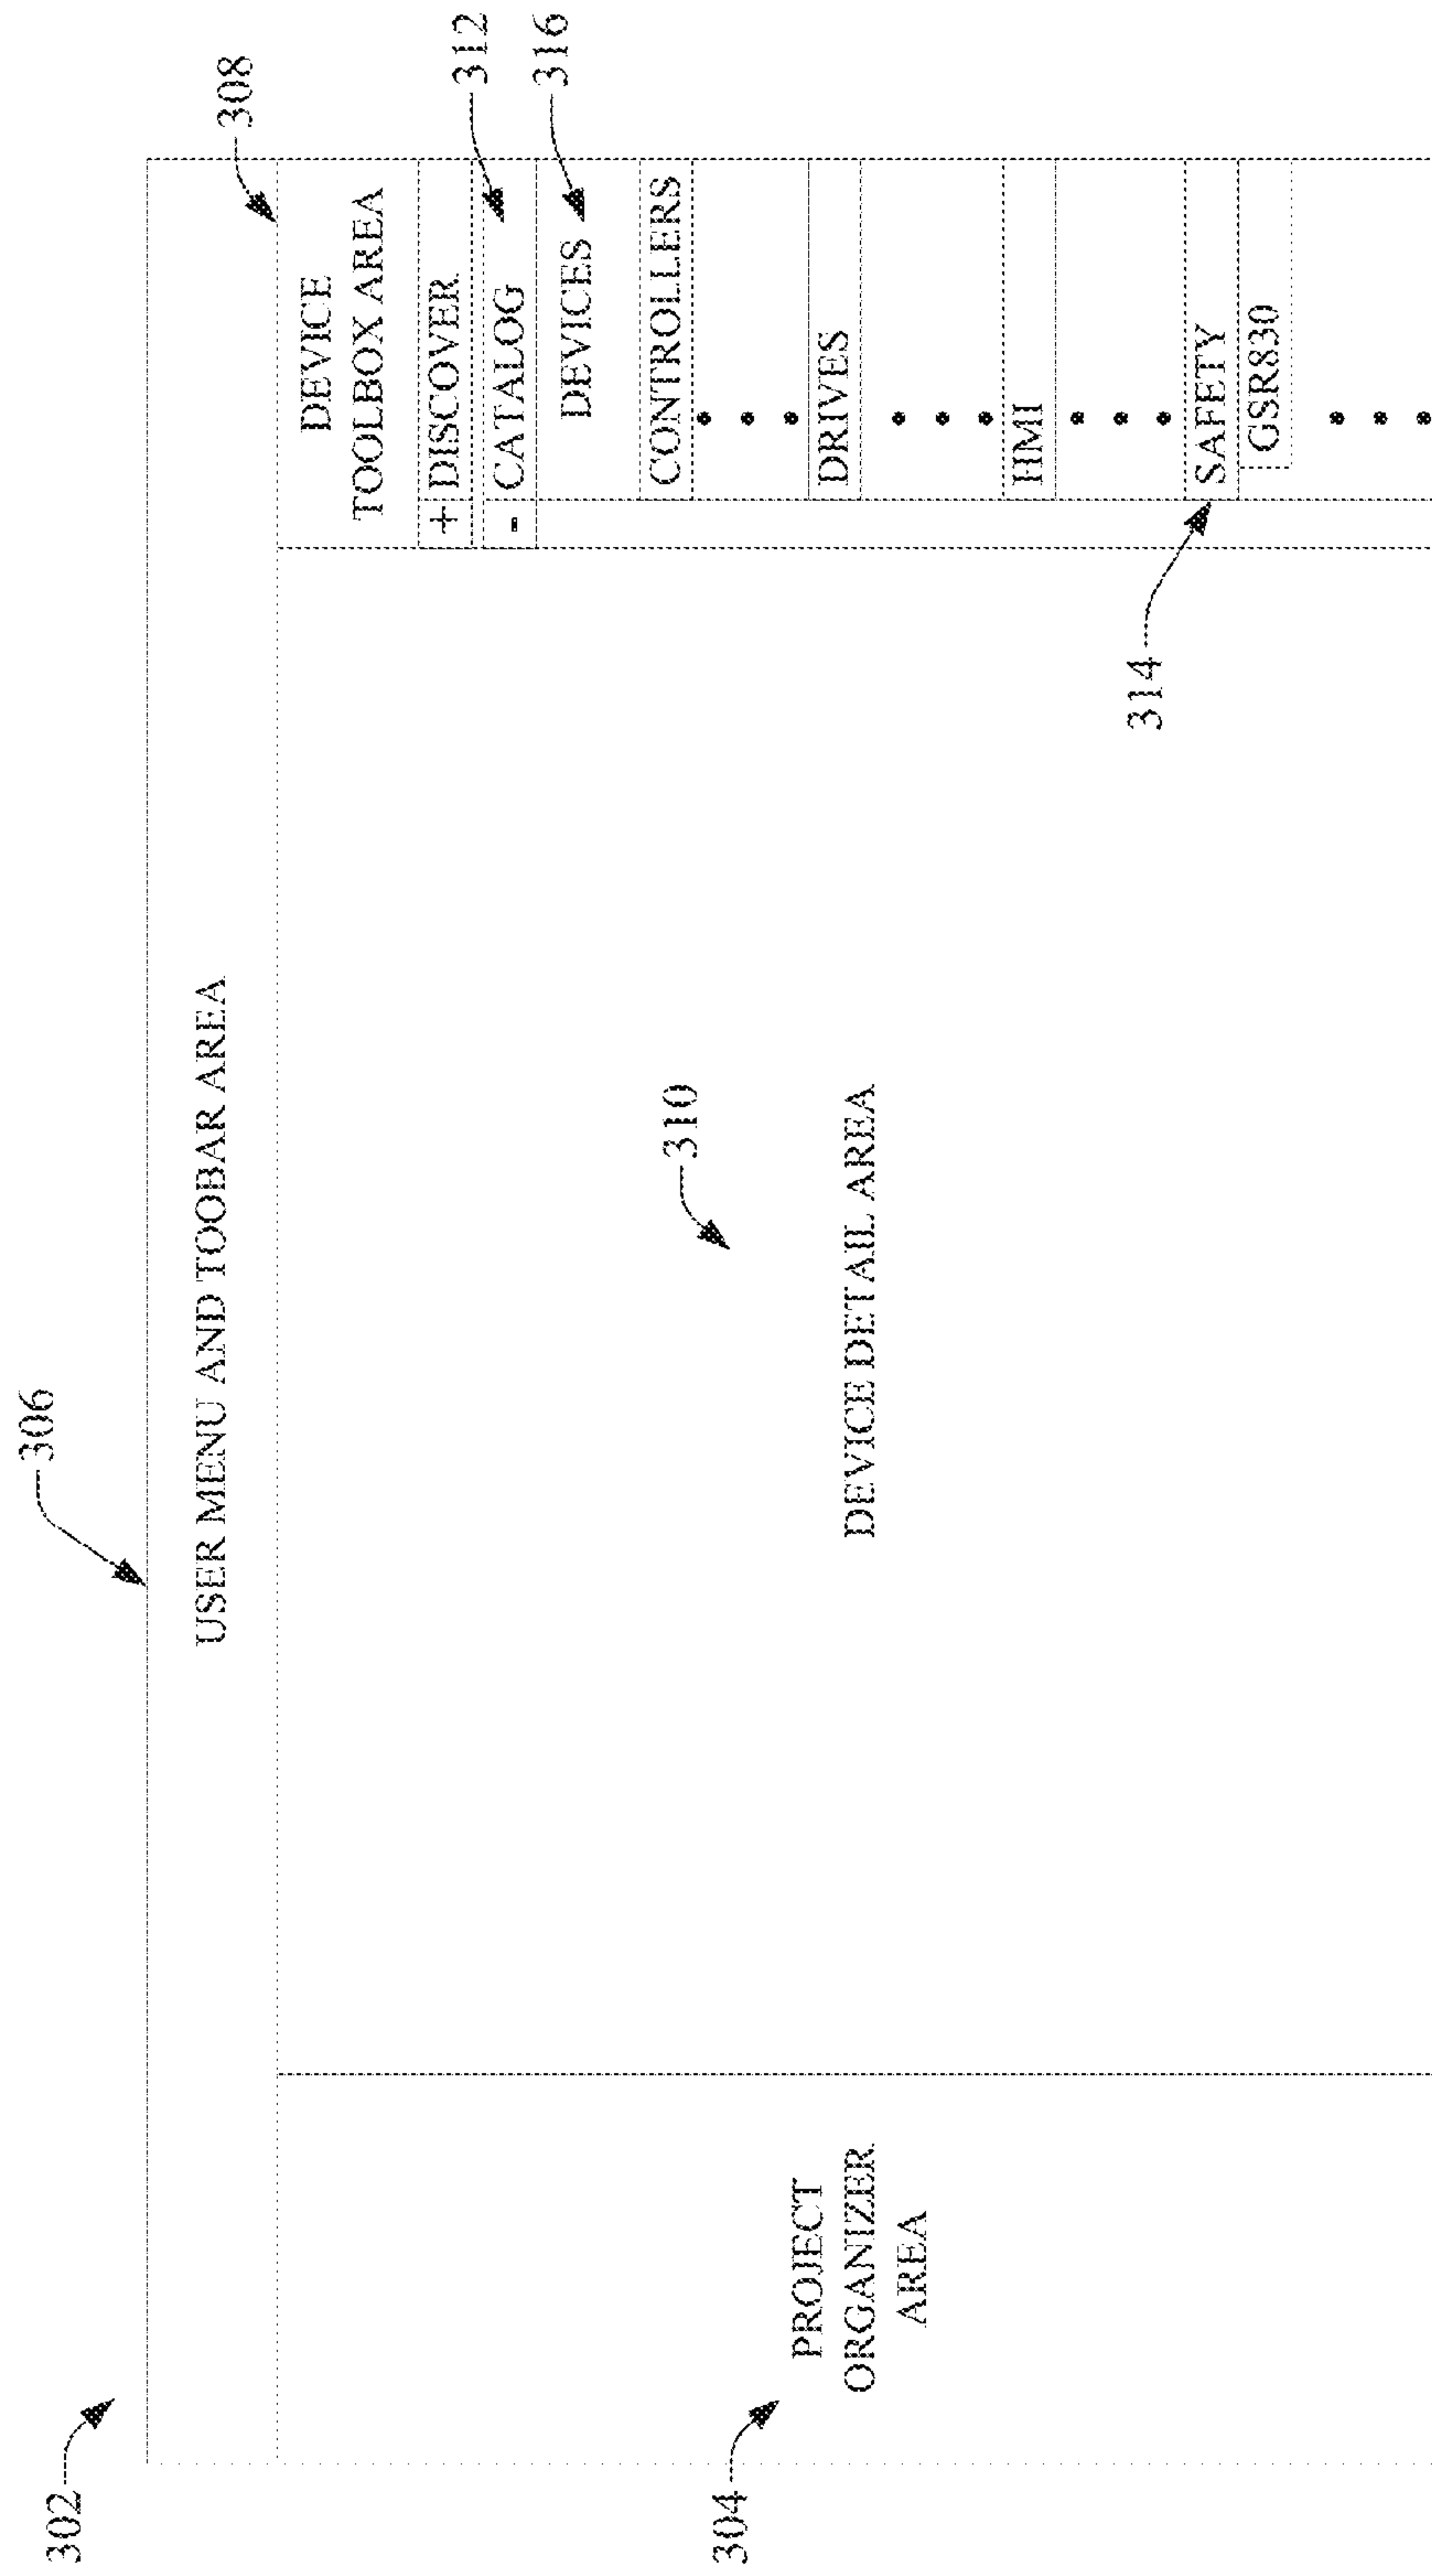 302
306
308
312
316
USER MENU AND TOOBAR AREA
DEVICE
TOOLBOX AREA
+ DISCOVER
- CATALOG
DEVICES
CONTROLLERS
DRIVES
HMI
SAFETY
GSR830
314
310
DEVICE DETAIL AREA
304
PROJECT
ORGANIZER
AREA